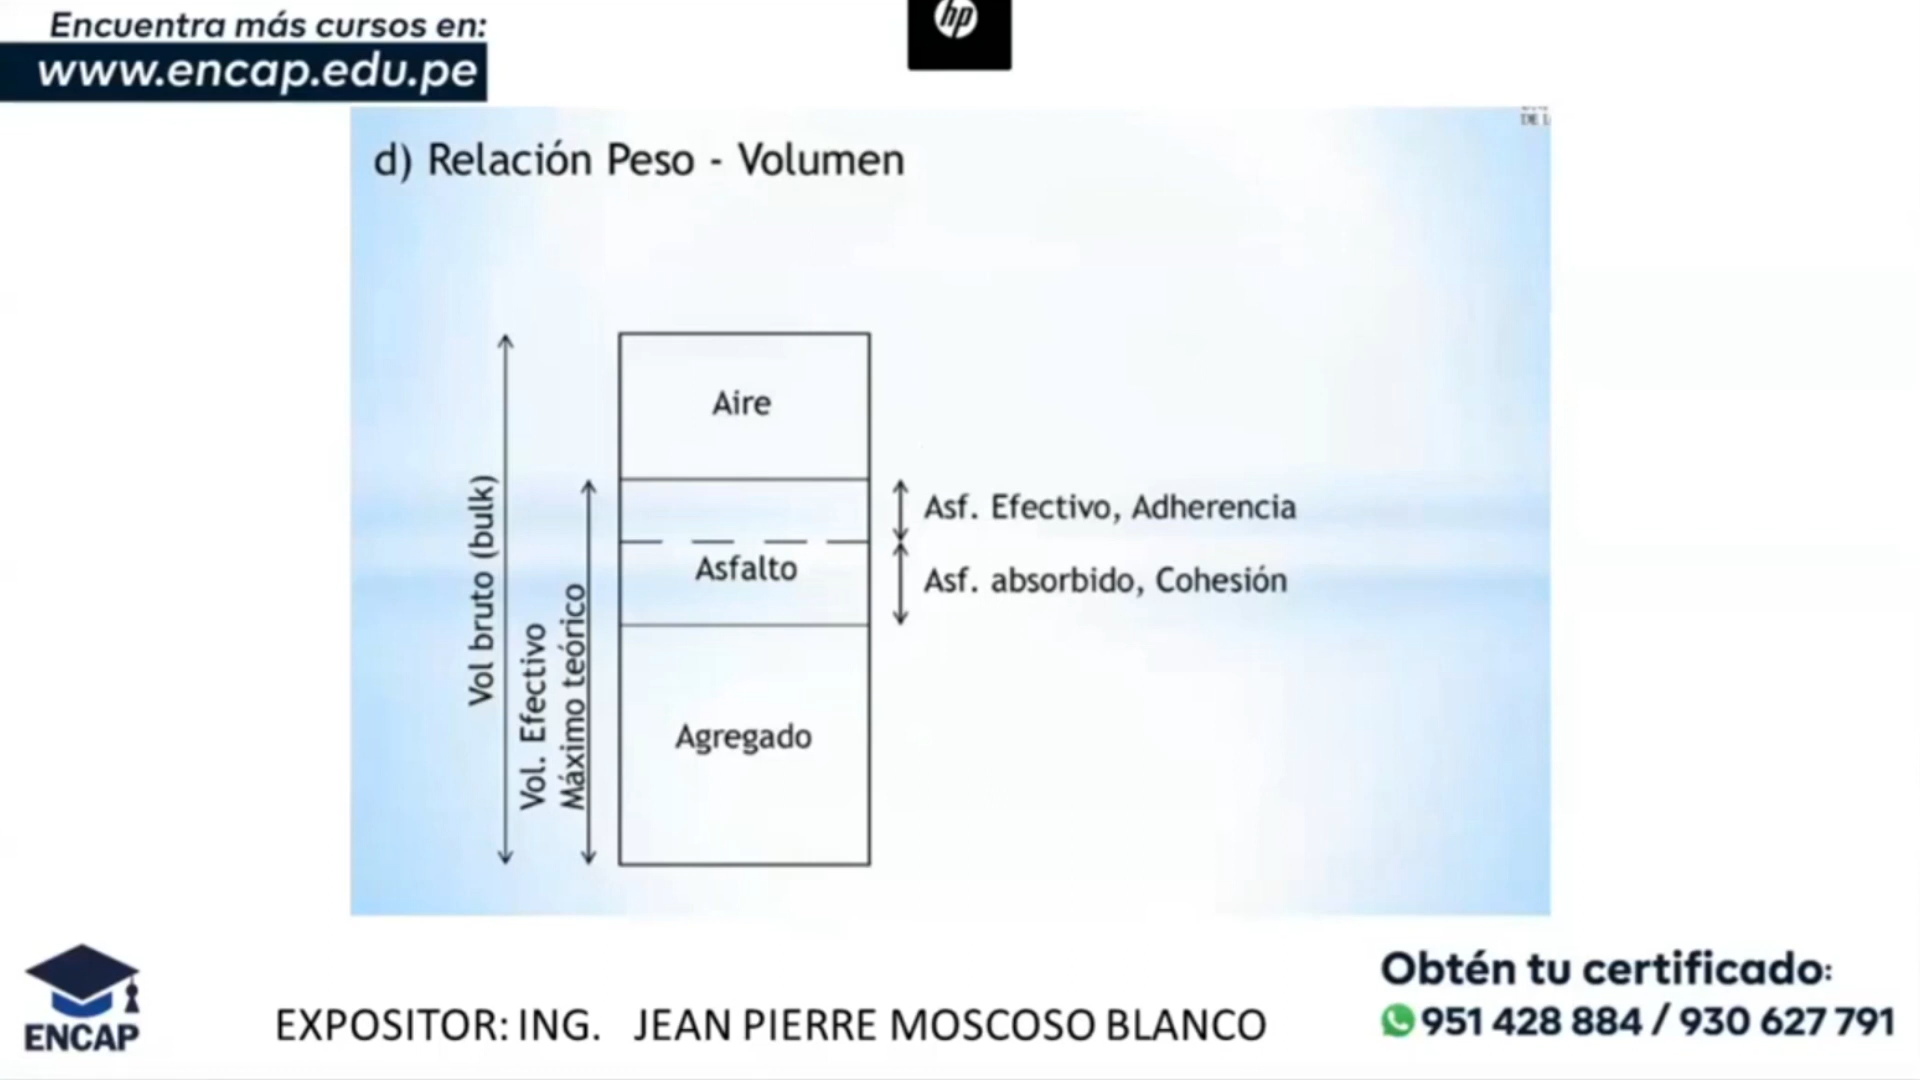 Encuentra más cursos en:
www.encap.edu.pe
hp
DE L
d) Relación Peso - Volumen
Aire
Asf. Efectivo, Adherencia
Asfalto
Asf. absorbido, Cohesión
Vol bruto (bulk)
Vol. Efectivo
Máximo teórico
Agregado
ENCAP
EXPOSITOR: ING. JEAN PIERRE MOSCOSO BLANCO
Obtén tu certificado:
951 428 884 / 930 627 791